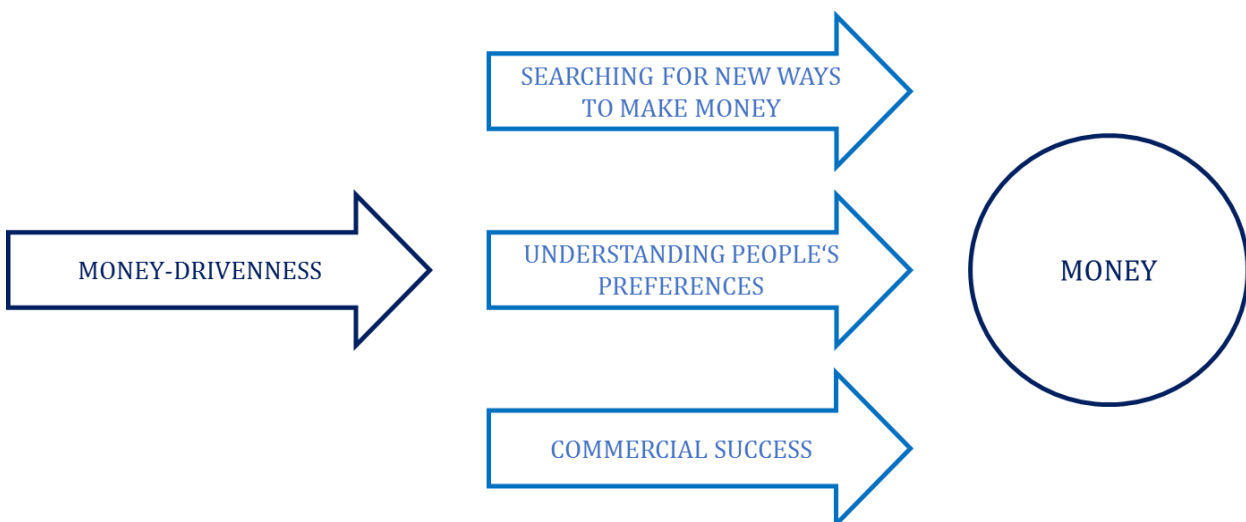 SEARCHING FOR NEW WAYS
TO MAKE MONEY
MONEY-DRIVENNESS
UNDERSTANDING PEOPLE‘S
PREFERENCES
MONEY
COMMERCIAL SUCCESS